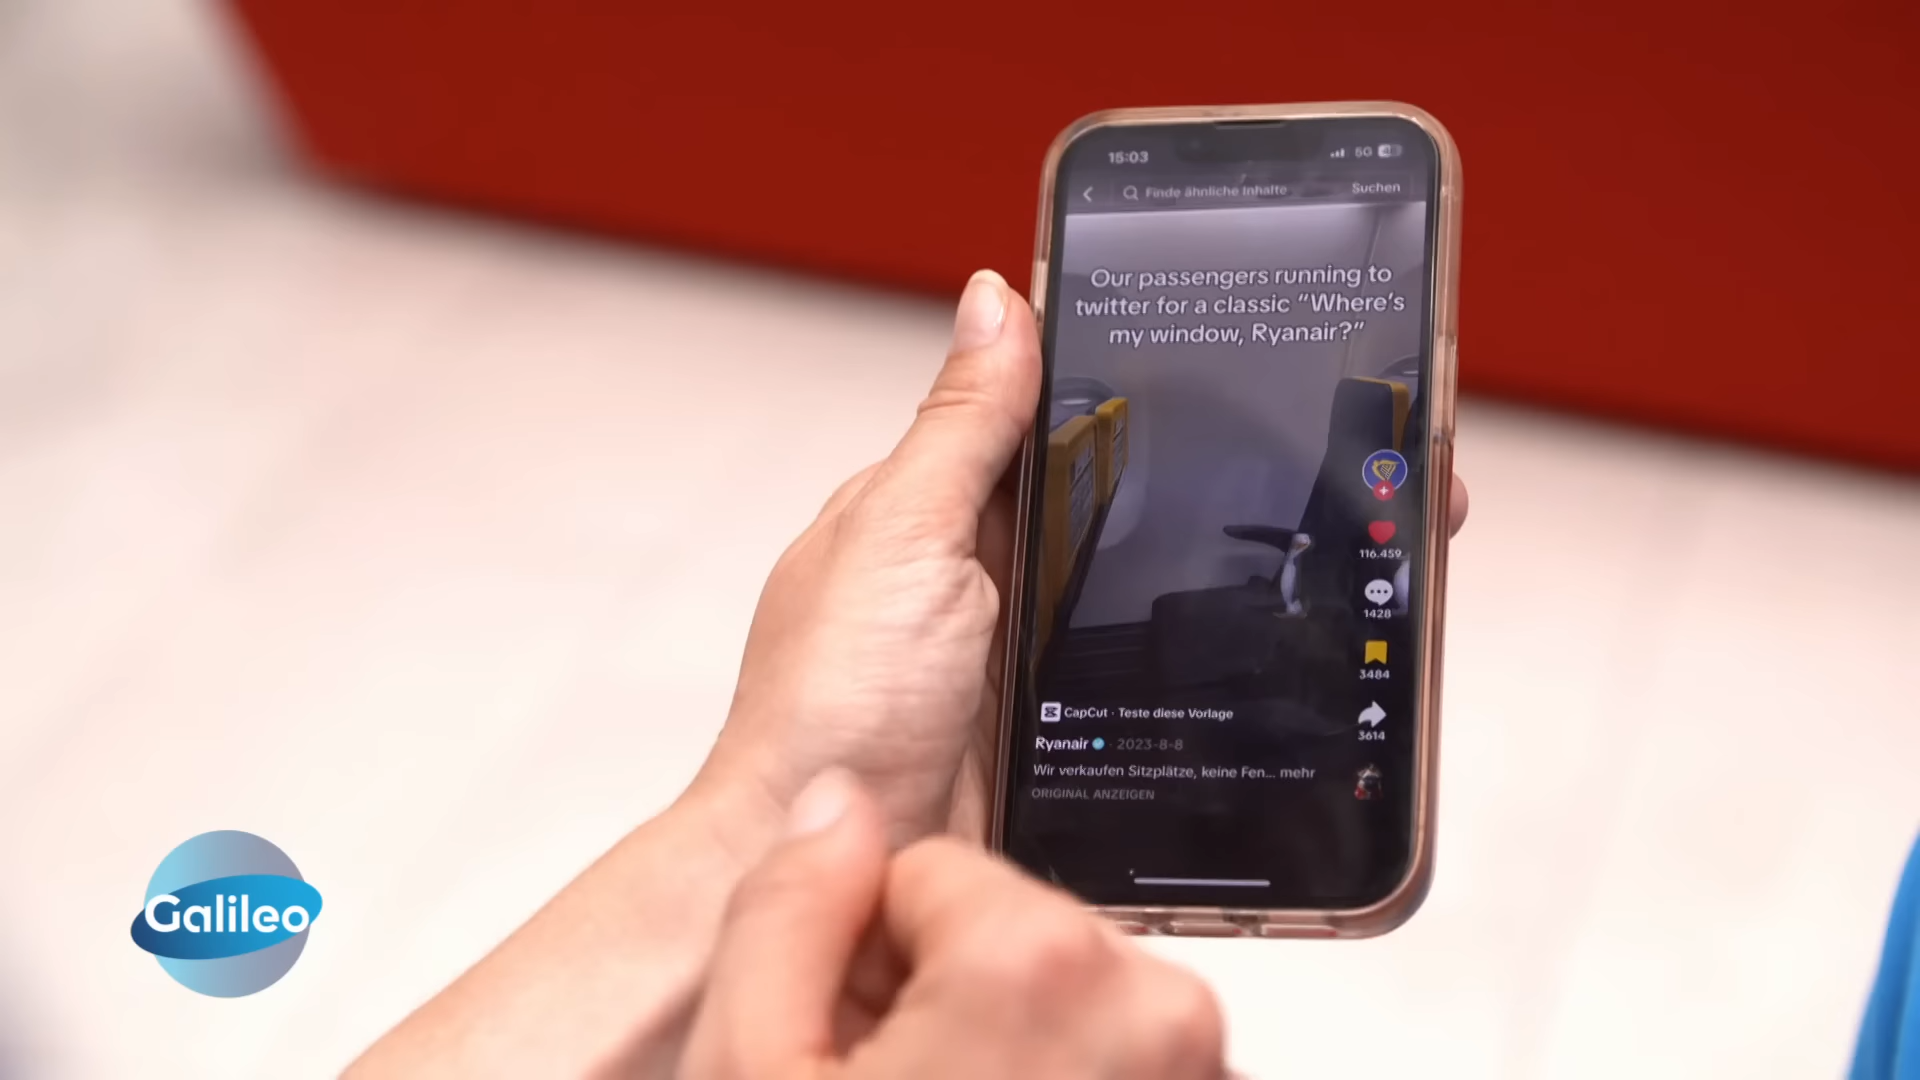 15:03
5G
Finde ähnliche Inhalte
Suchen
Our passengers running to
twitter for a classic “Where’s
my window, Ryanair?”
116.459
1428
3484
3614
CapCut · Teste diese Vorlage
Ryanair · 2023-8-8
Wir verkaufen Sitzplätze, keine Fen... mehr
ORIGINAL ANZEIGEN
Galileo